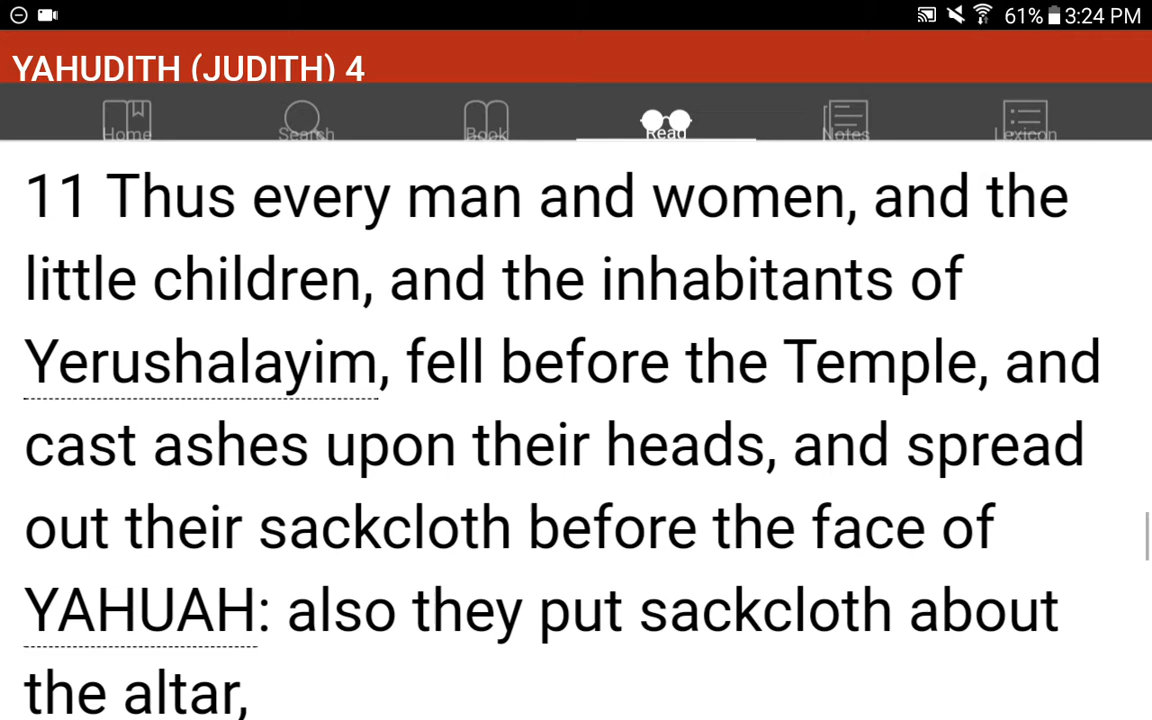 61% 3:24 PM
YAHUDITH (JUDITH) 4
Home Search Book Read Notes Lexicon
11 Thus every man and women, and the
little children, and the inhabitants of
Yerushalayim, fell before the Temple, and
cast ashes upon their heads, and spread
out their sackcloth before the face of
YAHUAH: also they put sackcloth about
the altar,